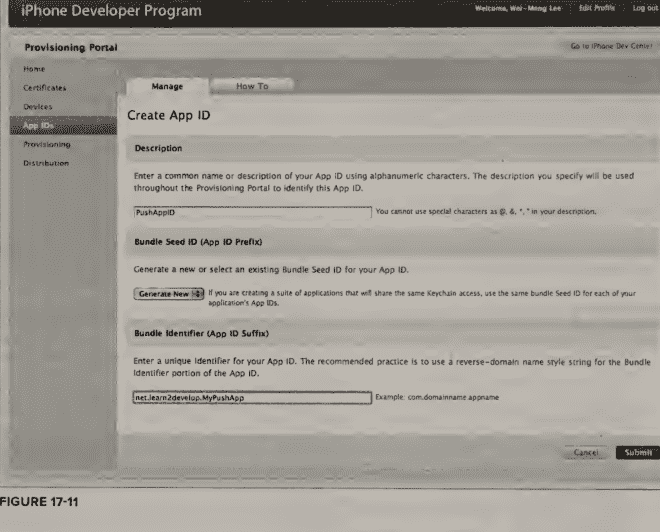 iPhone Developer Program
Welcome, Wei-Meng Lee
Edit Profile
Log out
Provisioning Portal
Go to iPhone Dev Center
Home
Certificates
Devices
App IDs
Provisioning
Distribution
Manage
How To
Create App ID
Description
Enter a common name or description of your App ID using alphanumeric characters. The description you specify will be used
throughout the Provisioning Portal to identify this App ID.
PushAppID
You cannot use special characters as @, &, *, " in your description.
Bundle Seed ID (App ID Prefix)
Generate a new or select an existing Bundle Seed ID for your App ID.
Generate New
If you are creating a suite of applications that will share the same Keychain access, use the same bundle Seed ID for each of your
application's App IDs.
Bundle Identifier (App ID Suffix)
Enter a unique identifier for your App ID. The recommended practice is to use a reverse-domain name style string for the Bundle
Identifier portion of the App ID.
net.learn2develop.MyPushApp
Example: com.domainname.appname
Cancel
Submit
FIGURE 17-11